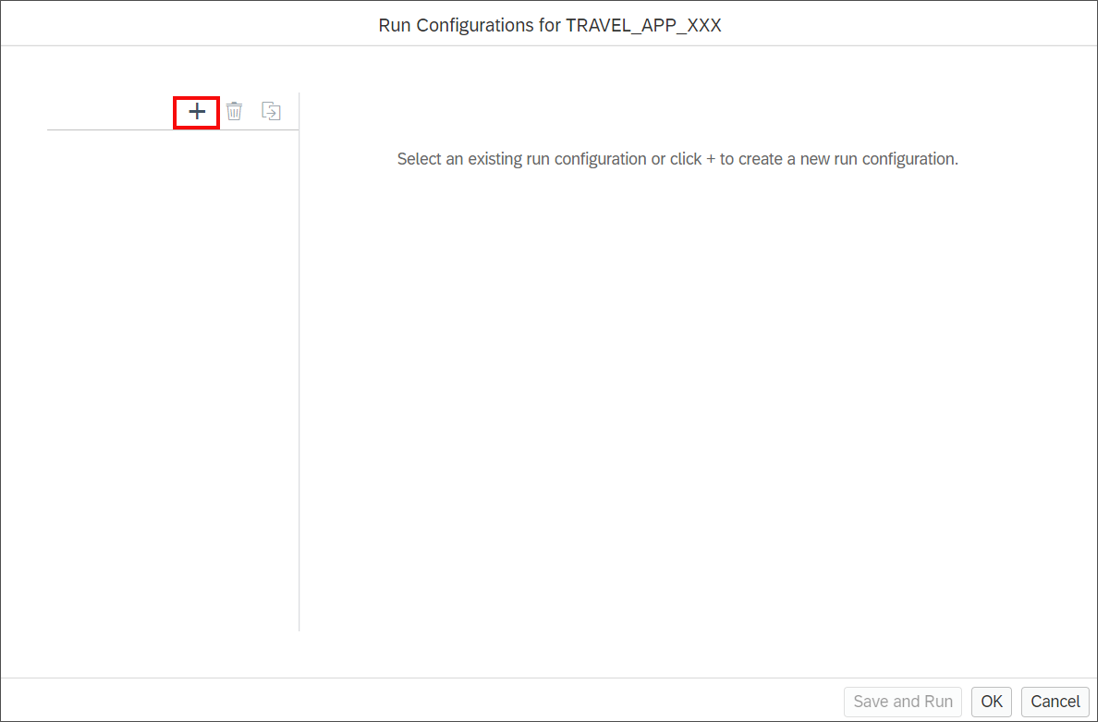 Run Configurations for TRAVEL_APP_XXX
Select an existing run configuration or click + to create a new run configuration.
Save and Run
OK
Cancel